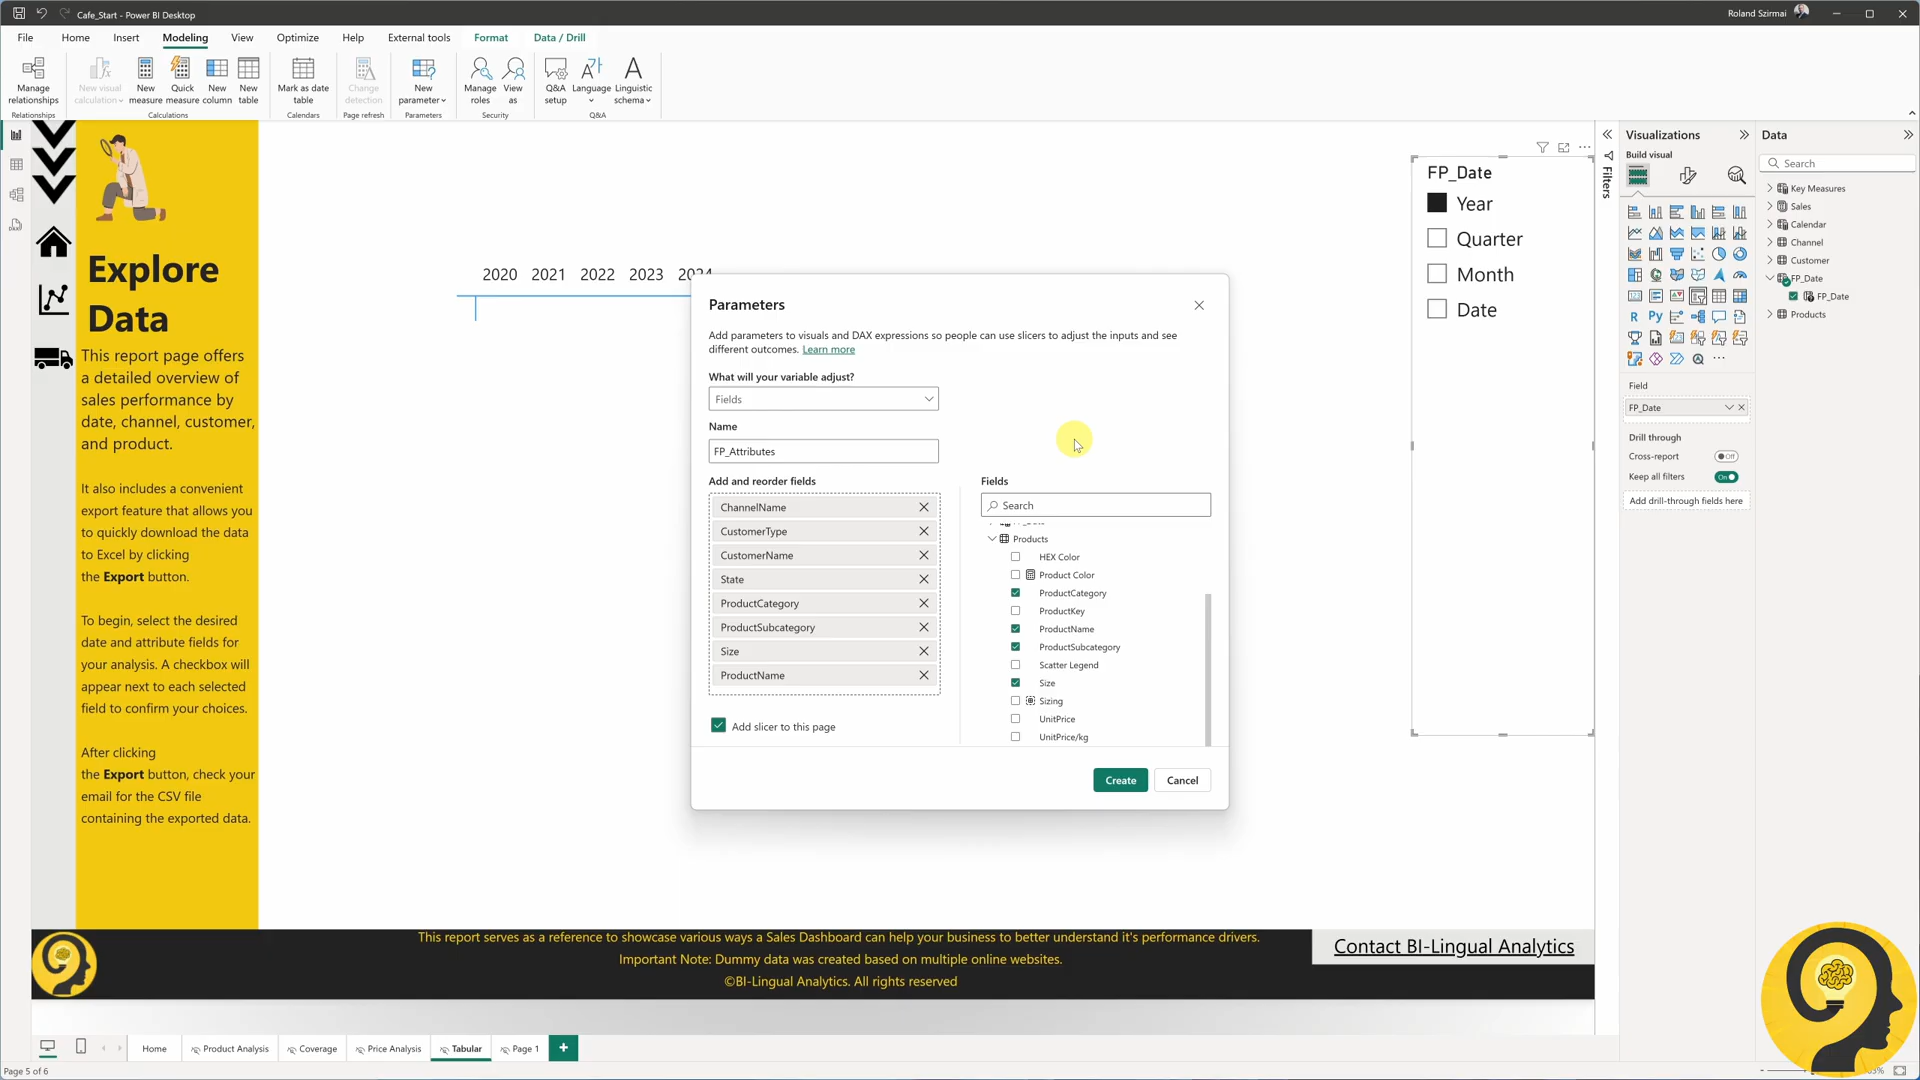 Cafe_Start - Power BI Desktop
Roland Szirmai
File
Home
Insert
Modeling
View
Optimize
Help
External tools
Format
Data / Drill
Manage relationships
New visual calculation
New measure
Quick measure
New column
New table
Mark as date table
Change detection
New parameter
Manage roles
View as
Q&A setup
Language
Linguistic schema
Relationships
Calculations
Calendars
Page refresh
Parameters
Security
Q&A
Explore
Data
This report page offers
a detailed overview of
sales performance by
date, channel, customer,
and product.
It also includes a convenient
export feature that allows you
to quickly download the data
to Excel by clicking
the Export button.
To begin, select the desired
date and attribute fields for
your analysis. A checkbox will
appear next to each selected
field to confirm your choices.
After clicking
the Export button, check your
email for the CSV file
containing the exported data.
2020 2021 2022 2023 2024
Parameters
Add parameters to visuals and DAX expressions so people can use slicers to adjust the inputs and see
different outcomes. Learn more
What will your variable adjust?
Fields
Name
FP_Attributes
Add and reorder fields
ChannelName
CustomerType
CustomerName
State
ProductCategory
ProductSubcategory
Size
ProductName
Add slicer to this page
Fields
Search
Products
HEX Color
Product Color
ProductCategory
ProductKey
ProductName
ProductSubcategory
Scatter Legend
Size
Sizing
UnitPrice
UnitPrice/kg
Create
Cancel
FP_Date
Year
Quarter
Month
Date
Filters
Visualizations
Build visual
R
Py
Field
FP_Date
Drill through
Cross-report
Off
Keep all filters
On
Add drill-through fields here
Data
Search
Key Measures
Sales
Calendar
Channel
Customer
FP_Date
FP_Date
Products
This report serves as a reference to showcase various ways a Sales Dashboard can help your business to better understand it's performance drivers.
Important Note: Dummy data was created based on multiple online websites.
©BI-Lingual Analytics. All rights reserved
Contact BI-Lingual Analytics
Home
Product Analysis
Coverage
Price Analysis
Tabular
Page 1
Page 5 of 6